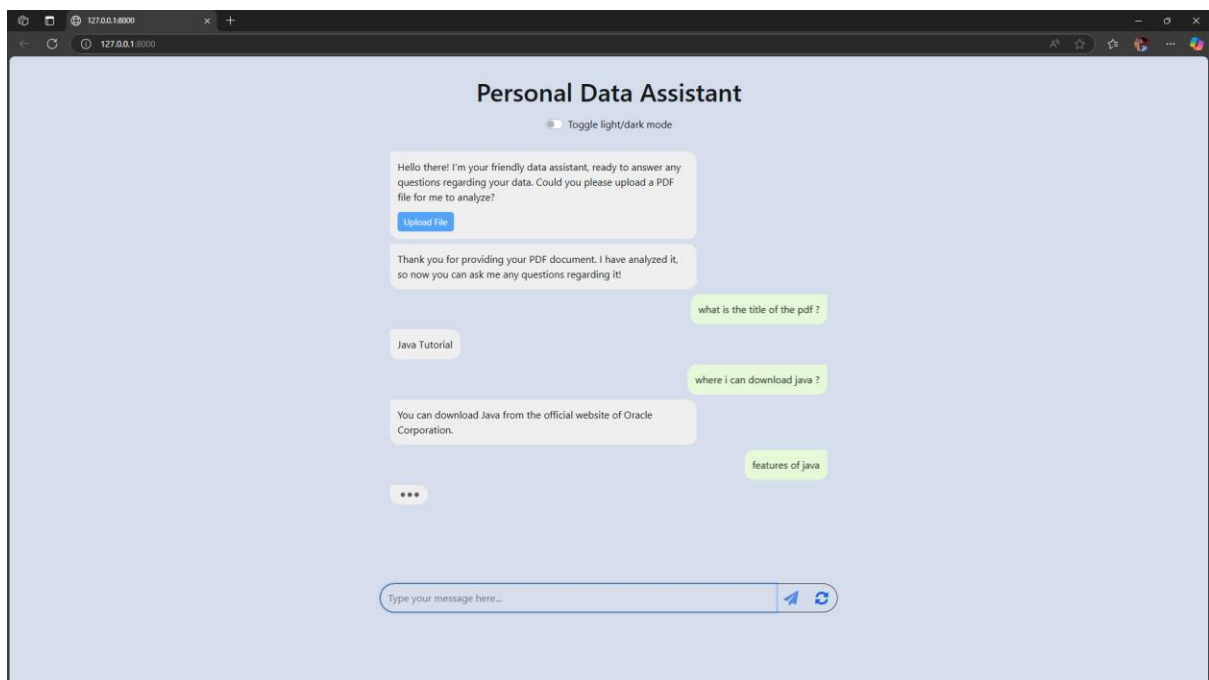 127.0.0.1:8000
127.0.0.1:8000
Personal Data Assistant
Toggle light/dark mode
Hello there! I'm your friendly data assistant, ready to answer any
questions regarding your data. Could you please upload a PDF
file for me to analyze?
Upload File
Thank you for providing your PDF document. I have analyzed it,
so now you can ask me any questions regarding it!
what is the title of the pdf ?
Java Tutorial
where i can download java ?
You can download Java from the official website of Oracle
Corporation.
features of java
Type your message here...